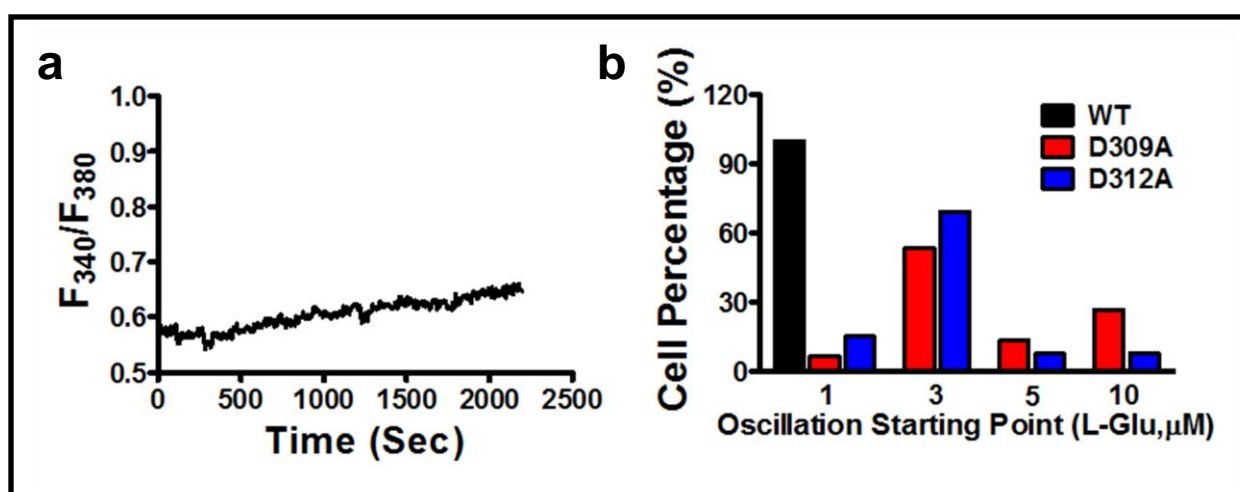 a
1.0
0.9
0.8
0.7
0.6
0.5
F340/F380
0 500 1000 1500 2000 2500
Time (Sec)
b
120
90
60
30
0
Cell Percentage (%)
WT
D309A
D312A
1 3 5 10
Oscillation Starting Point (L-Glu,μM)